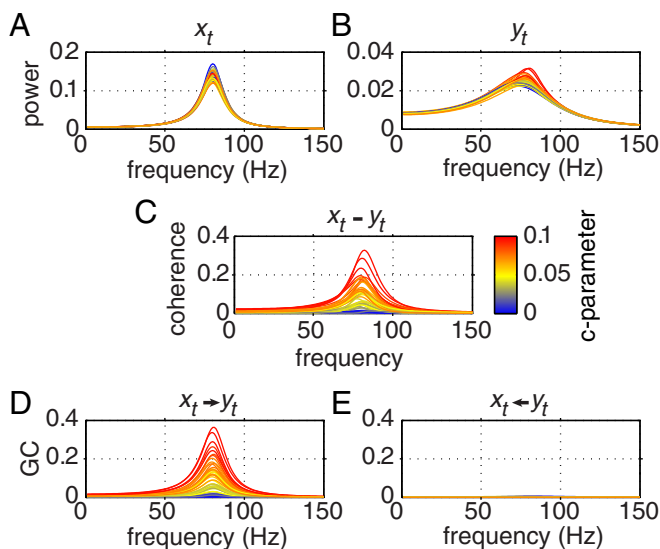 A
x_t
B
y_t
power
0.2
0.1
0
0
50
100
150
frequency (Hz)
0.04
0.02
0
0
50
100
150
frequency (Hz)
C
x_t – y_t
coherence
0.4
0.2
0
0
50
100
150
frequency
0.1
0.05
0
c-parameter
D
x_t → y_t
GC
0.4
0.2
0
0
50
100
150
frequency (Hz)
E
x_t ← y_t
0.4
0.2
0
0
50
100
150
frequency (Hz)